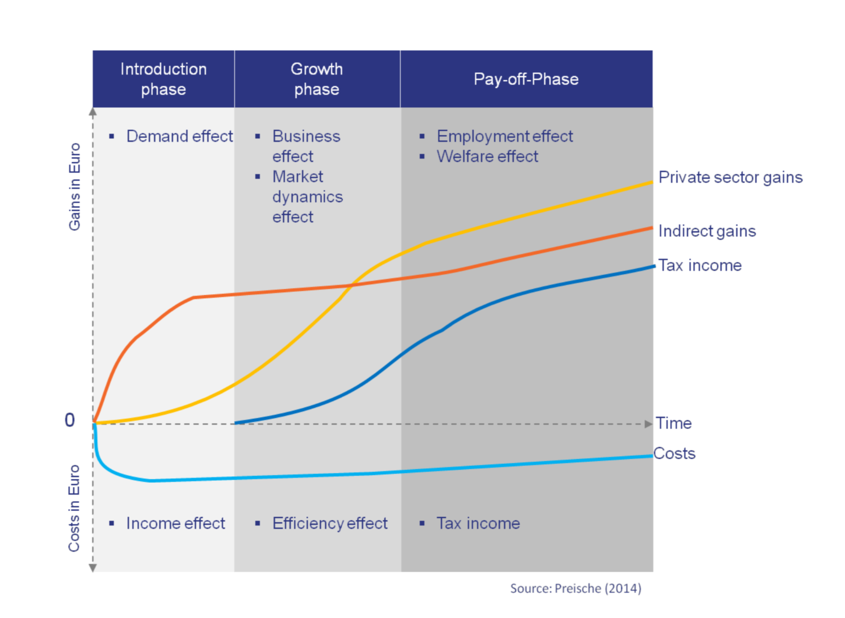 Introduction
phase
Growth
phase
Pay-off-Phase
Gains in Euro
▪ Demand effect
▪ Business
effect
▪ Market
dynamics
effect
▪ Employment effect
▪ Welfare effect
Private sector gains
Indirect gains
Tax income
0
Time
Costs
Costs in Euro
▪ Income effect
▪ Efficiency effect
▪ Tax income
Source: Preische (2014)